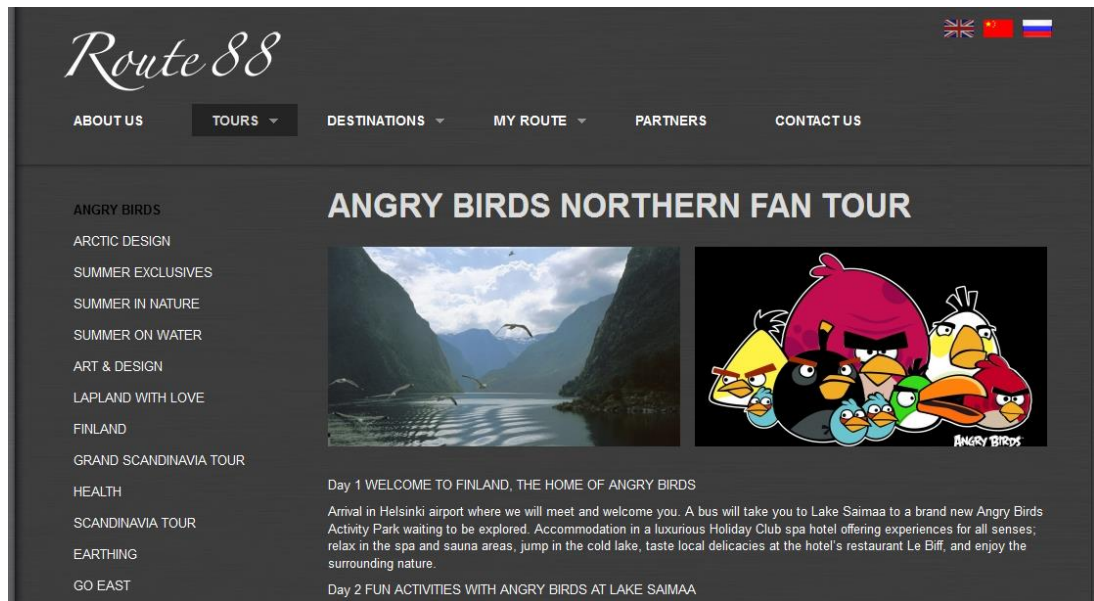 Route 88
ABOUT US
TOURS
DESTINATIONS
MY ROUTE
PARTNERS
CONTACT US
ANGRY BIRDS
ARCTIC DESIGN
SUMMER EXCLUSIVES
SUMMER IN NATURE
SUMMER ON WATER
ART & DESIGN
LAPLAND WITH LOVE
FINLAND
GRAND SCANDINAVIA TOUR
HEALTH
SCANDINAVIA TOUR
EARTHING
GO EAST
ANGRY BIRDS NORTHERN FAN TOUR
ANGRY BIRDS
Day 1 WELCOME TO FINLAND, THE HOME OF ANGRY BIRDS
Arrival in Helsinki airport where we will meet and welcome you. A bus will take you to Lake Saimaa to a brand new Angry Birds
Activity Park waiting to be explored. Accommodation in a luxurious Holiday Club spa hotel offering experiences for all senses;
relax in the spa and sauna areas, jump in the cold lake, taste local delicacies at the hotel's restaurant Le Biff, and enjoy the
surrounding nature.
Day 2 FUN ACTIVITIES WITH ANGRY BIRDS AT LAKE SAIMAA